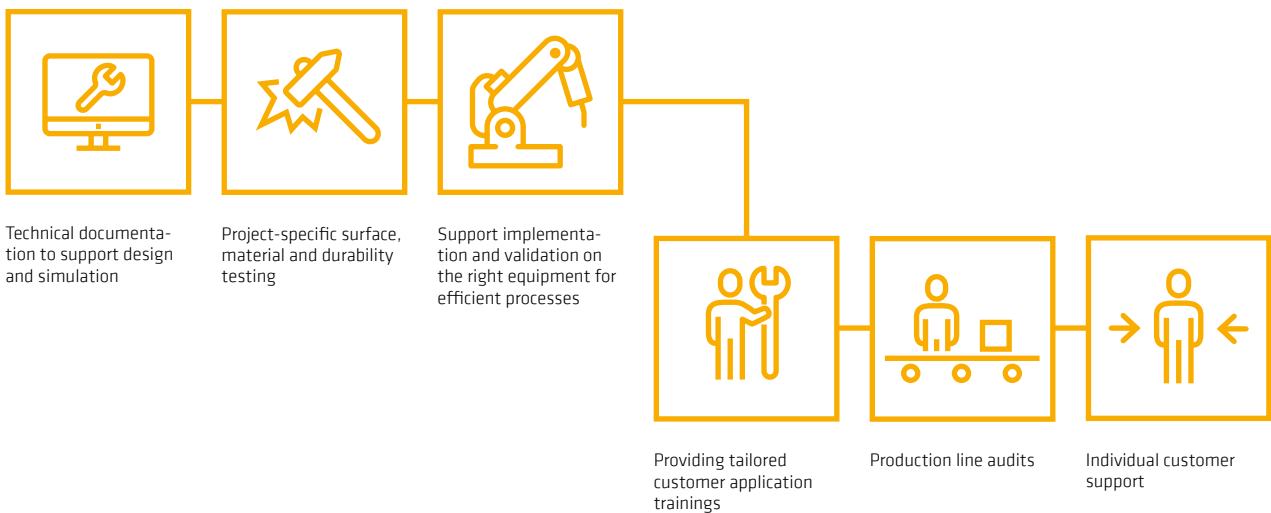 Technical documenta-
tion to support design
and simulation
Project-specific surface,
material and durability
testing
Support implementa-
tion and validation on
the right equipment for
efficient processes
Providing tailored
customer application
trainings
Production line audits
Individual customer
support